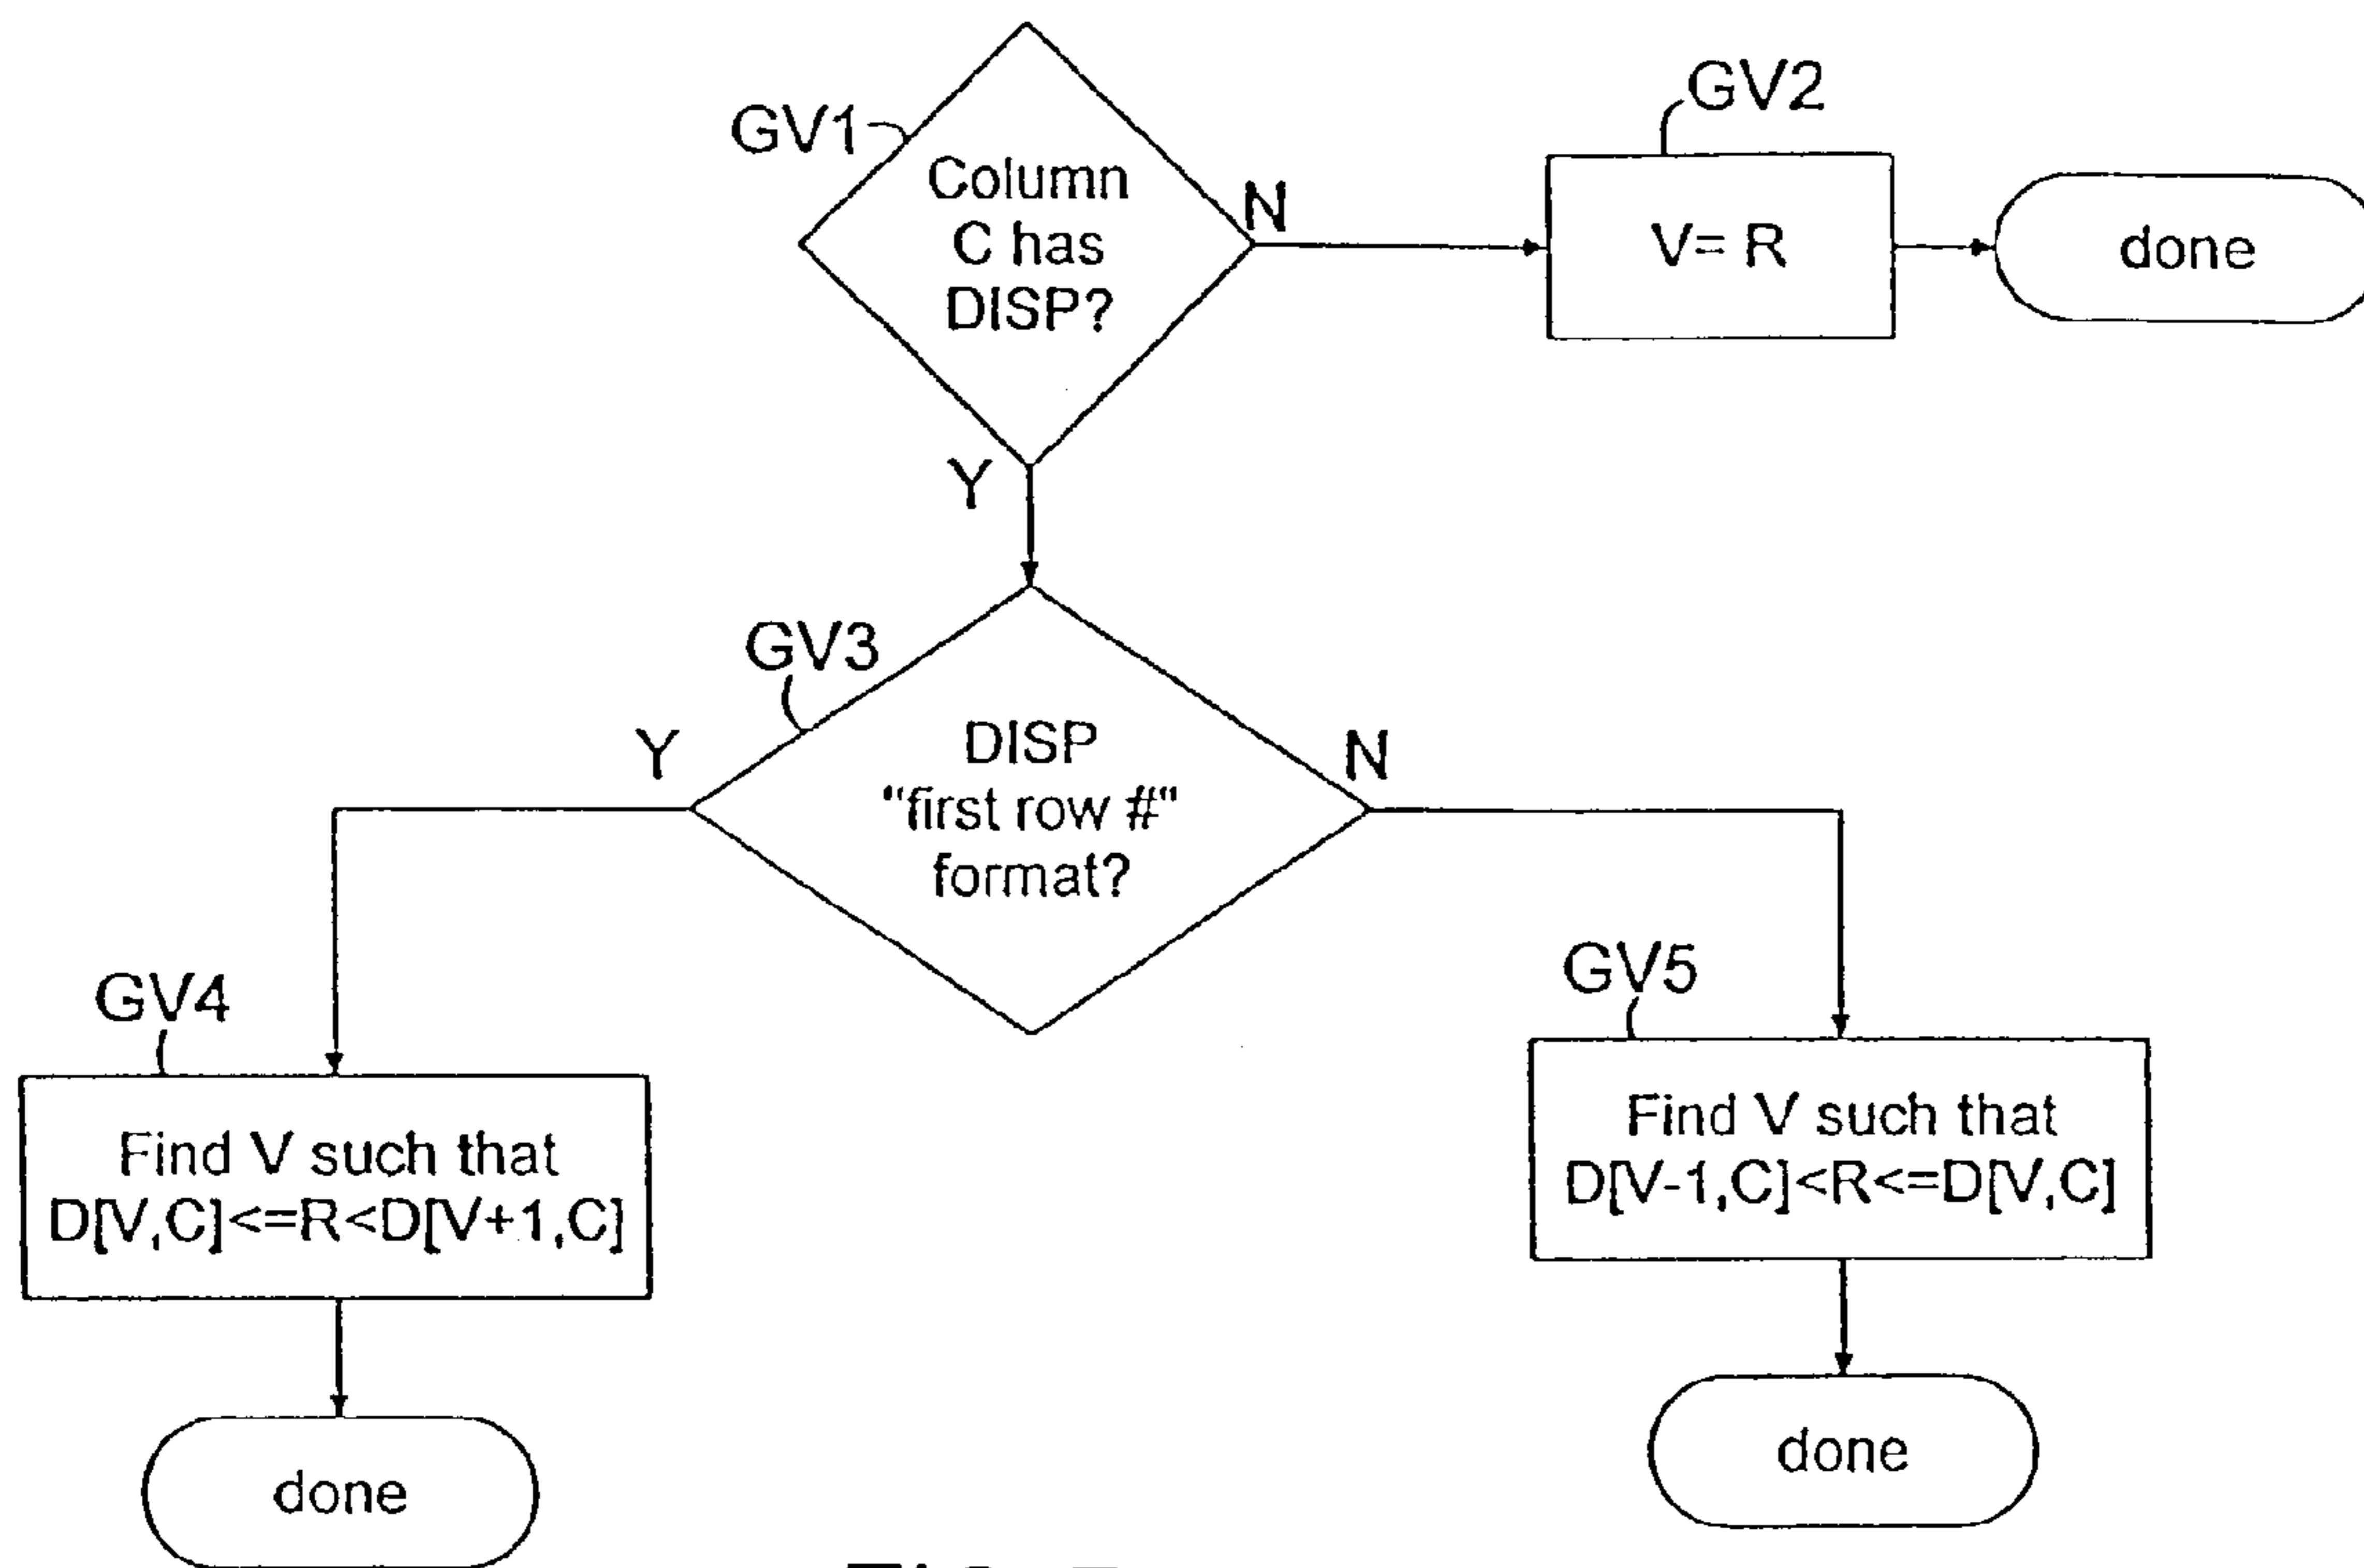 GV1
Column
C has
DISP?
N
GV2
V= R
done
Y
GV3
Y
DISP
"first row #"
format?
N
GV4
Find V such that
D[V,C]<=R<D[V+1,C]
done
GV5
Find V such that
D[V-1,C]<R<=D[V,C]
done